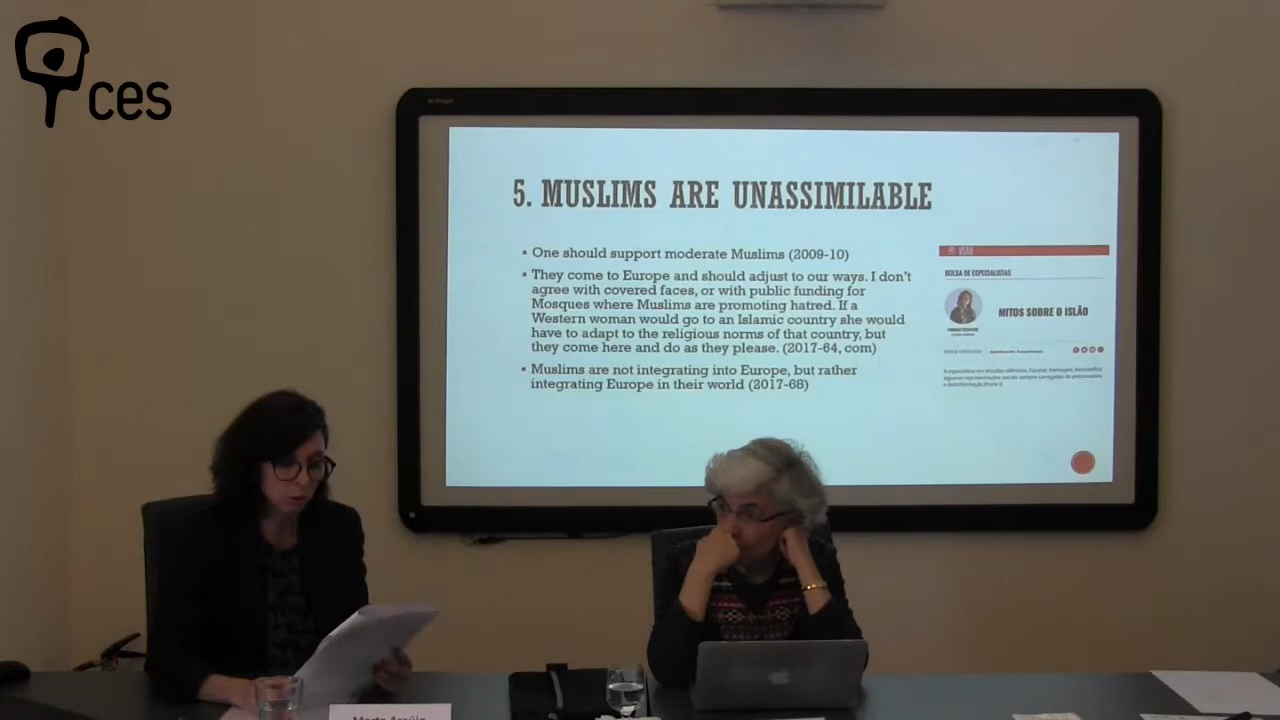 ces
5. MUSLIMS ARE UNASSIMILABLE
▪ One should support moderate Muslims (2009-10)
▪ They come to Europe and should adjust to our ways. I don't
agree with covered faces, or with public funding for
Mosques where Muslims are promoting hatred. If a
Western woman would go to an Islamic country she would
have to adapt to the religious norms of that country, but
they come here and do as they please. (2017-64, com)
▪ Muslims are not integrating into Europe, but rather
integrating Europe in their world (2017-68)
VISÃO
BOLSA DE ESPECIALISTAS
MITOS SOBRE O ISLÃO
Marta Araújo